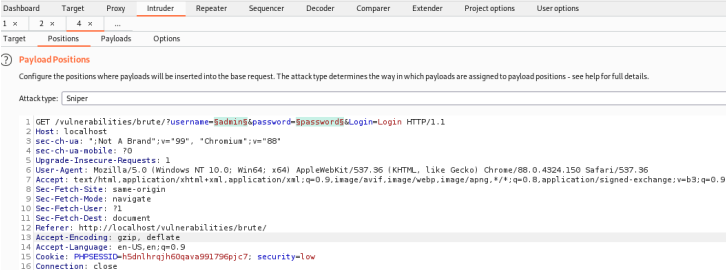 Dashboard Target Proxy Intruder Repeater Sequencer Decoder Comparer Extender Project options User options
1 × 2 × 4 × ...
Target Positions Payloads Options
? Payload Positions
Configure the positions where payloads will be inserted into the base request. The attack type determines the way in which payloads are assigned to payload positions - see help for full details.
Attack type: Sniper
1 GET /vulnerabilities/brute/?username=§admin§&password=§password§&Login=Login HTTP/1.1
2 Host: localhost
3 sec-ch-ua: ";Not A Brand";v="99", "Chromium";v="88"
4 sec-ch-ua-mobile: ?0
5 Upgrade-Insecure-Requests: 1
6 User-Agent: Mozilla/5.0 (Windows NT 10.0; Win64; x64) AppleWebKit/537.36 (KHTML, like Gecko) Chrome/88.0.4324.150 Safari/537.36
7 Accept: text/html,application/xhtml+xml,application/xml;q=0.9,image/avif,image/webp,image/apng,*/*;q=0.8,application/signed-exchange;v=b3;q=0.9
8 Sec-Fetch-Site: same-origin
9 Sec-Fetch-Mode: navigate
10 Sec-Fetch-User: ?1
11 Sec-Fetch-Dest: document
12 Referer: http://localhost/vulnerabilities/brute/
13 Accept-Encoding: gzip, deflate
14 Accept-Language: en-US,en;q=0.9
15 Cookie: PHPSESSID=h5dnlhrqjh60qava991796pjc7; security=low
16 Connection: close